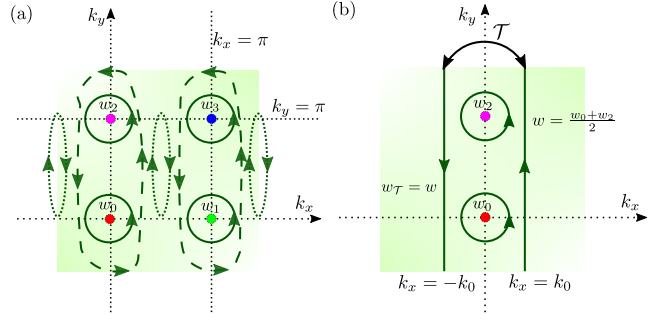 (a)
k_y
k_x = π
w_2
w_3
k_y = π
w_0
w_1
k_x
(b)
k_y
𝒯
w_2
w = \frac{w_0+w_2}{2}
w_𝒯 = w
w_0
k_x
k_x = −k_0
k_x = k_0